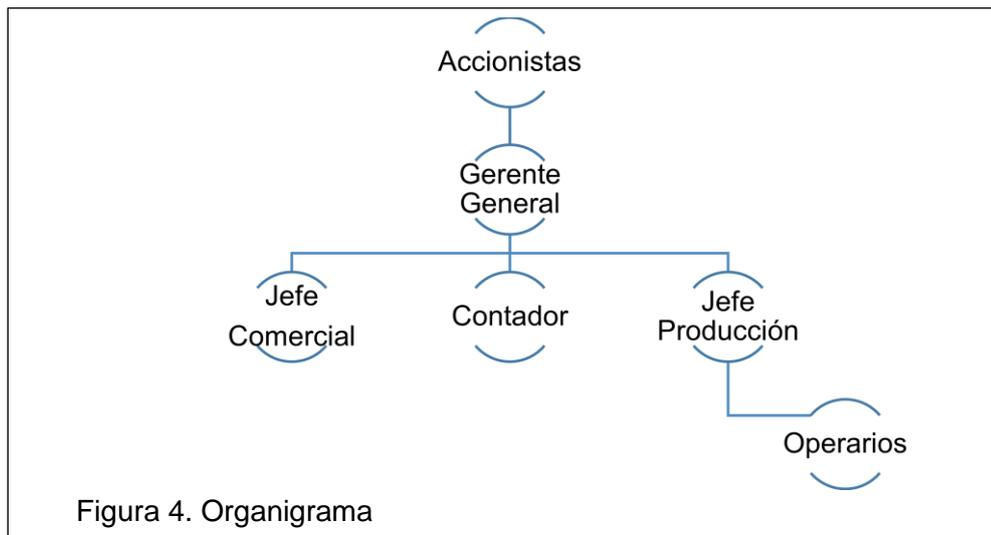 Accionistas
Gerente
General
Jefe
Comercial
Contador
Jefe
Producción
Operarios
Figura 4. Organigrama